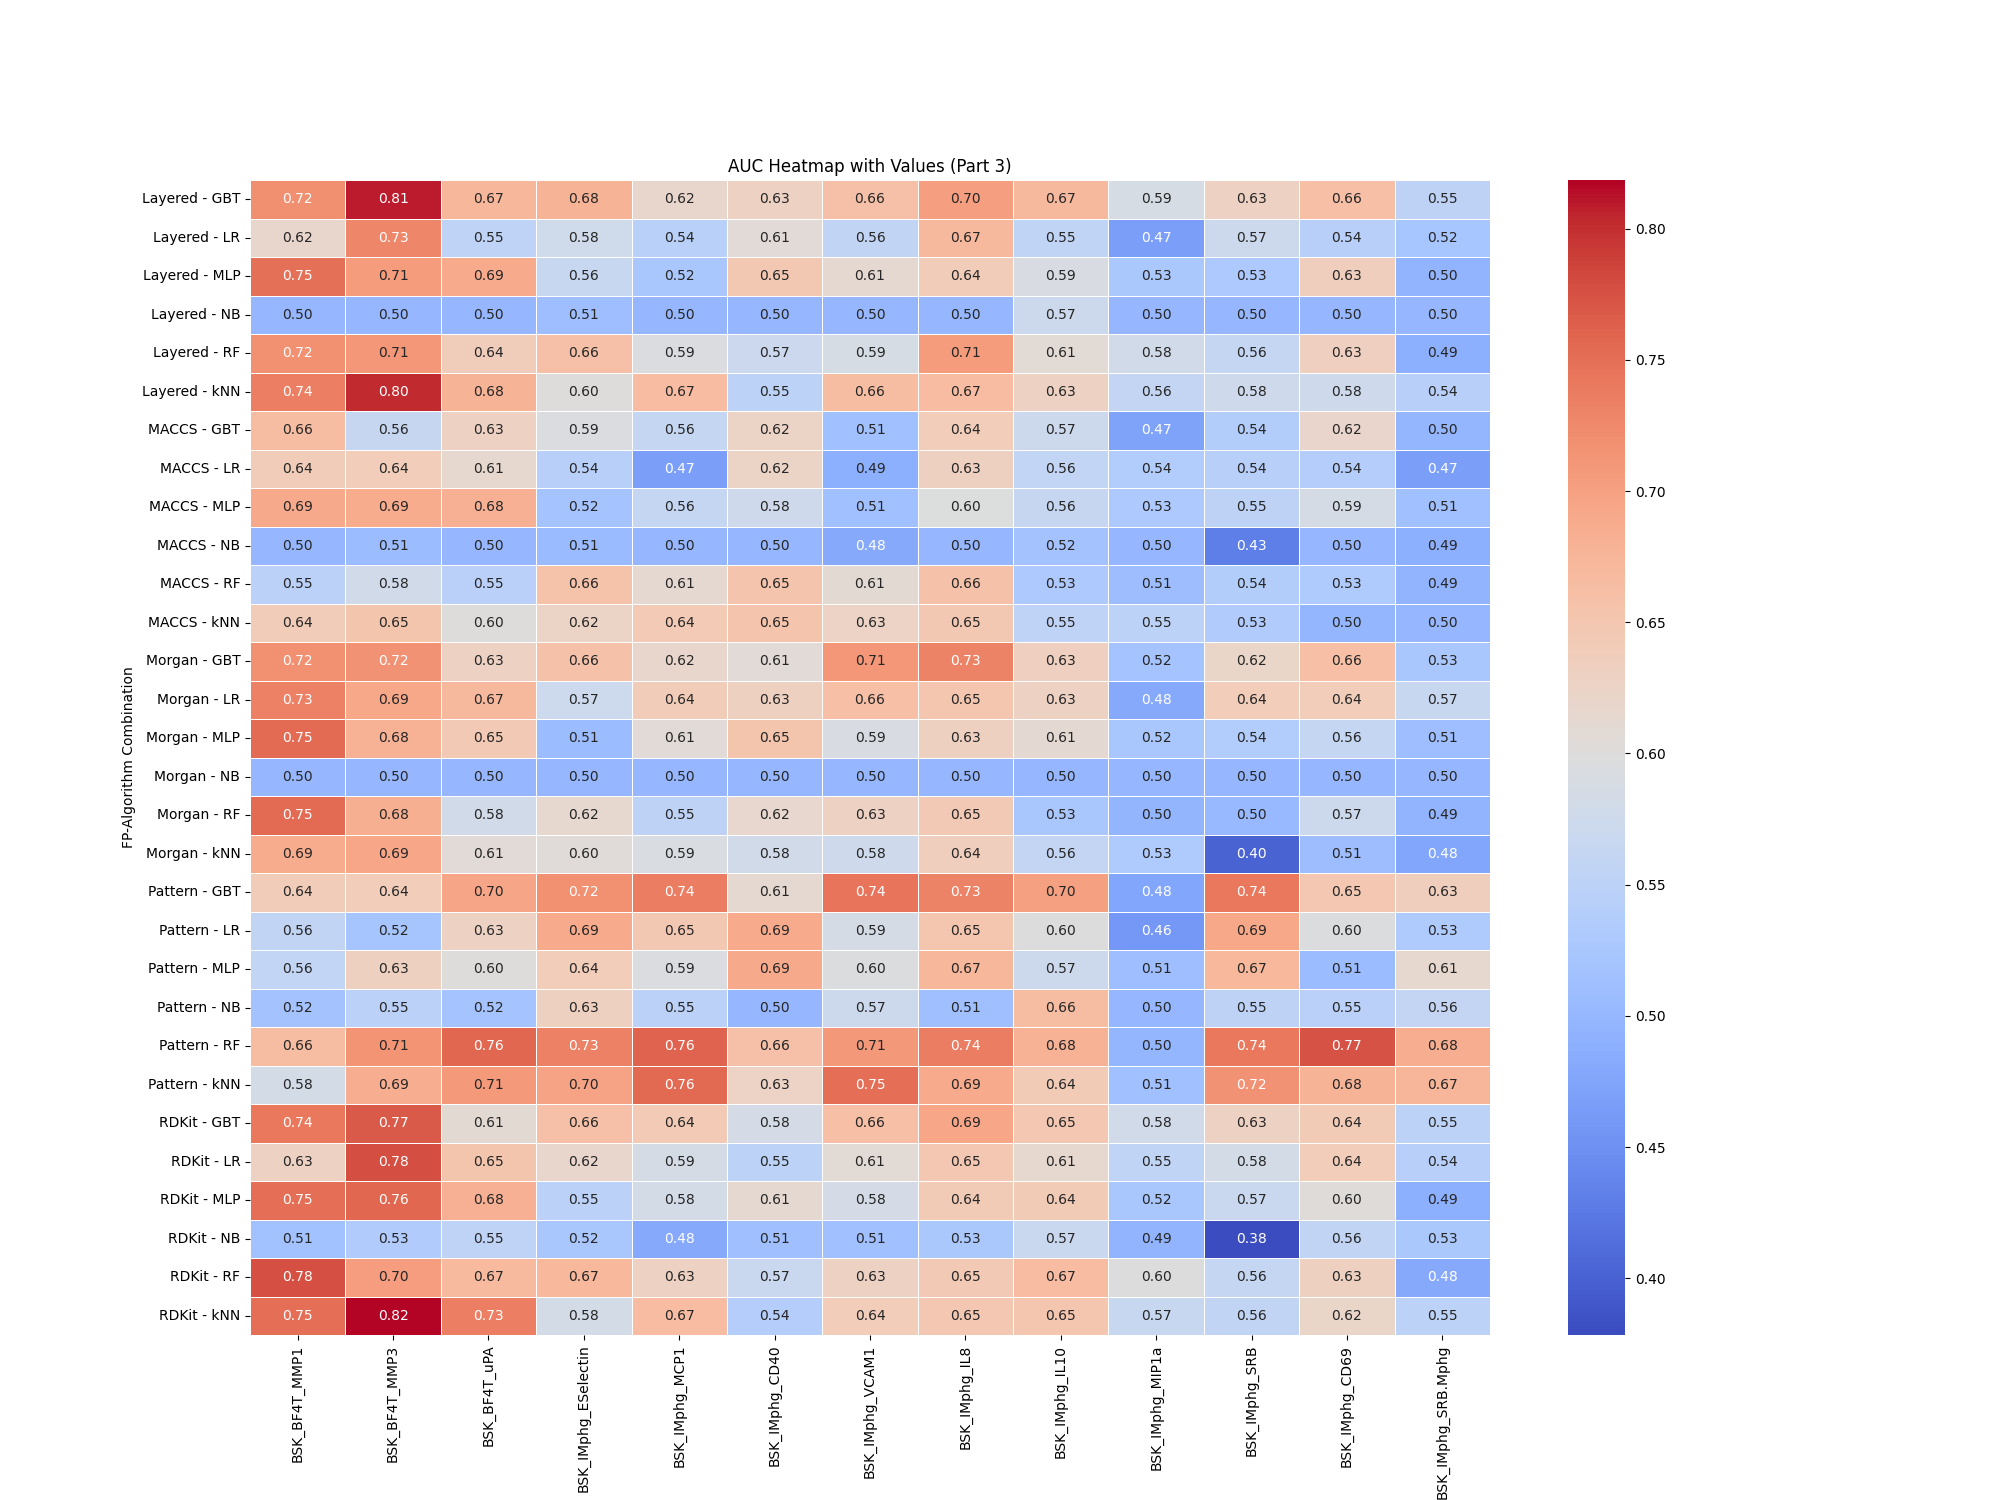 AUC Heatmap with Values (Part 3)
FP-Algorithm Combination
Layered - GBT 0.72 0.81 0.67 0.68 0.62 0.63 0.66 0.70 0.67 0.59 0.63 0.66 0.55
Layered - LR 0.62 0.73 0.55 0.58 0.54 0.61 0.56 0.67 0.55 0.47 0.57 0.54 0.52
Layered - MLP 0.75 0.71 0.69 0.56 0.52 0.65 0.61 0.64 0.59 0.53 0.53 0.63 0.50
Layered - NB 0.50 0.50 0.50 0.51 0.50 0.50 0.50 0.50 0.57 0.50 0.50 0.50 0.50
Layered - RF 0.72 0.71 0.64 0.66 0.59 0.57 0.59 0.71 0.61 0.58 0.56 0.63 0.49
Layered - kNN 0.74 0.80 0.68 0.60 0.67 0.55 0.66 0.67 0.63 0.56 0.58 0.58 0.54
MACCS - GBT 0.66 0.56 0.63 0.59 0.56 0.62 0.51 0.64 0.57 0.47 0.54 0.62 0.50
MACCS - LR 0.64 0.64 0.61 0.54 0.47 0.62 0.49 0.63 0.56 0.54 0.54 0.54 0.47
MACCS - MLP 0.69 0.69 0.68 0.52 0.56 0.58 0.51 0.60 0.56 0.53 0.55 0.59 0.51
MACCS - NB 0.50 0.51 0.50 0.51 0.50 0.50 0.48 0.50 0.52 0.50 0.43 0.50 0.49
MACCS - RF 0.55 0.58 0.55 0.66 0.61 0.65 0.61 0.66 0.53 0.51 0.54 0.53 0.49
MACCS - kNN 0.64 0.65 0.60 0.62 0.64 0.65 0.63 0.65 0.55 0.55 0.53 0.50 0.50
Morgan - GBT 0.72 0.72 0.63 0.66 0.62 0.61 0.71 0.73 0.63 0.52 0.62 0.66 0.53
Morgan - LR 0.73 0.69 0.67 0.57 0.64 0.63 0.66 0.65 0.63 0.48 0.64 0.64 0.57
Morgan - MLP 0.75 0.68 0.65 0.51 0.61 0.65 0.59 0.63 0.61 0.52 0.54 0.56 0.51
Morgan - NB 0.50 0.50 0.50 0.50 0.50 0.50 0.50 0.50 0.50 0.50 0.50 0.50 0.50
Morgan - RF 0.75 0.68 0.58 0.62 0.55 0.62 0.63 0.65 0.53 0.50 0.50 0.57 0.49
Morgan - kNN 0.69 0.69 0.61 0.60 0.59 0.58 0.58 0.64 0.56 0.53 0.40 0.51 0.48
Pattern - GBT 0.64 0.64 0.70 0.72 0.74 0.61 0.74 0.73 0.70 0.48 0.74 0.65 0.63
Pattern - LR 0.56 0.52 0.63 0.69 0.65 0.69 0.59 0.65 0.60 0.46 0.69 0.60 0.53
Pattern - MLP 0.56 0.63 0.60 0.64 0.59 0.69 0.60 0.67 0.57 0.51 0.67 0.51 0.61
Pattern - NB 0.52 0.55 0.52 0.63 0.55 0.50 0.57 0.51 0.66 0.50 0.55 0.55 0.56
Pattern - RF 0.66 0.71 0.76 0.73 0.76 0.66 0.71 0.74 0.68 0.50 0.74 0.77 0.68
Pattern - kNN 0.58 0.69 0.71 0.70 0.76 0.63 0.75 0.69 0.64 0.51 0.72 0.68 0.67
RDKit - GBT 0.74 0.77 0.61 0.66 0.64 0.58 0.66 0.69 0.65 0.58 0.63 0.64 0.55
RDKit - LR 0.63 0.78 0.65 0.62 0.59 0.55 0.61 0.65 0.61 0.55 0.58 0.64 0.54
RDKit - MLP 0.75 0.76 0.68 0.55 0.58 0.61 0.58 0.64 0.64 0.52 0.57 0.60 0.49
RDKit - NB 0.51 0.53 0.55 0.52 0.48 0.51 0.51 0.53 0.57 0.49 0.38 0.56 0.53
RDKit - RF 0.78 0.70 0.67 0.67 0.63 0.57 0.63 0.65 0.67 0.60 0.56 0.63 0.48
RDKit - kNN 0.75 0.82 0.73 0.58 0.67 0.54 0.64 0.65 0.65 0.57 0.56 0.62 0.55
BSK_BF4T_MMP1
BSK_BF4T_MMP3
BSK_BF4T_uPA
BSK_IMphg_ESelectin
BSK_IMphg_MCP1
BSK_IMphg_CD40
BSK_IMphg_VCAM1
BSK_IMphg_IL8
BSK_IMphg_IL10
BSK_IMphg_MIP1a
BSK_IMphg_SRB
BSK_IMphg_CD69
BSK_IMphg_SRB.Mphg
0.80
0.75
0.70
0.65
0.60
0.55
0.50
0.45
0.40